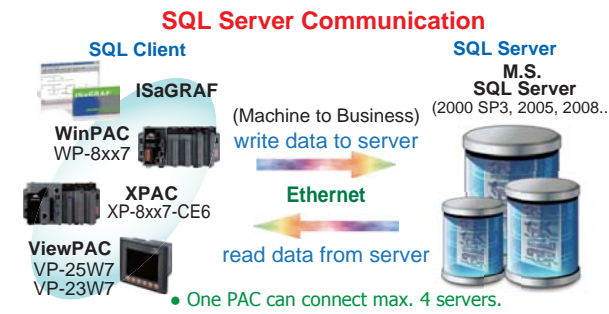 SQL Server Communication
SQL Client
SQL Server
ISaGRAF
ISaGRAF
M.S.
SQL Server
(2000 SP3, 2005, 2008..
WinPAC
WP-8xx7
(Machine to Business)
write data to server
XPAC
XP-8xx7-CE6
Ethernet
ViewPAC
VP-25W7
VP-23W7
read data from server
● One PAC can connect max. 4 servers.